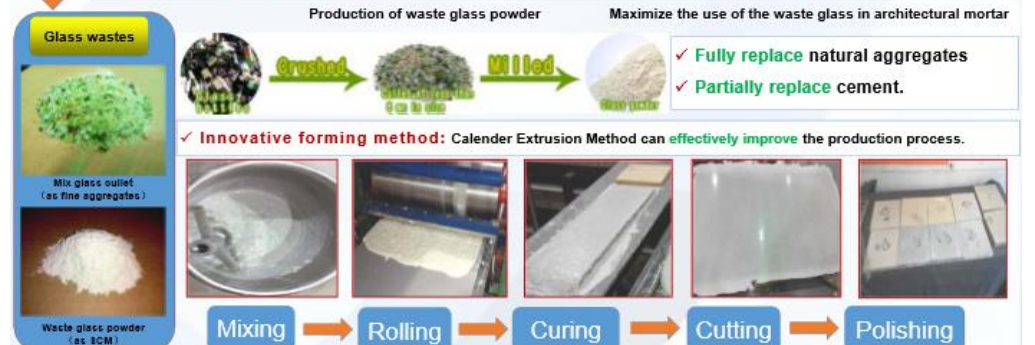 Glass wastes
Mix glass cullet
(as fine aggregates)
Waste glass powder
(as SCM)
Production of waste glass powder
Maximize the use of the waste glass in architectural mortar
Crushed
Milled
Glass powder
✓ Fully replace natural aggregates
✓ Partially replace cement.
✓ Innovative forming method: Calender Extrusion Method can effectively improve the production process.
Mixing
Rolling
Curing
Cutting
Polishing